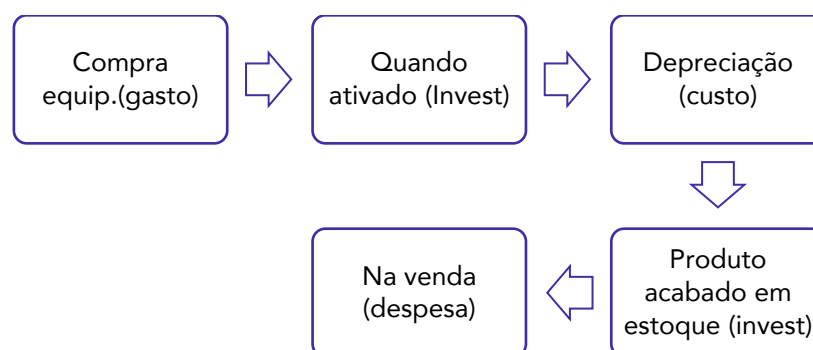 Compra
equip.(gasto)
Quando
ativado (Invest)
Depreciação
(custo)
Produto
acabado em
estoque (invest)
Na venda
(despesa)